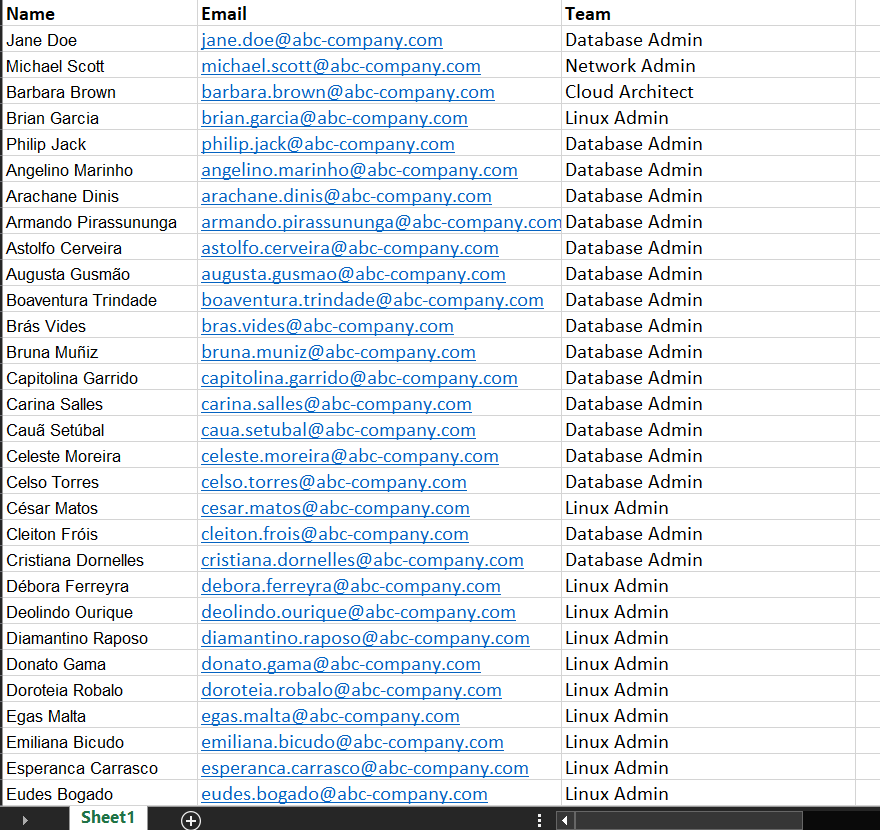 Name Email Team
Jane Doe jane.doe@abc-company.com Database Admin
Michael Scott michael.scott@abc-company.com Network Admin
Barbara Brown barbara.brown@abc-company.com Cloud Architect
Brian Garcia brian.garcia@abc-company.com Linux Admin
Philip Jack philip.jack@abc-company.com Database Admin
Angelino Marinho angelino.marinho@abc-company.com Database Admin
Arachane Dinis arachane.dinis@abc-company.com Database Admin
Armando Pirassununga armando.pirassununga@abc-company.com Database Admin
Astolfo Cerveira astolfo.cerveira@abc-company.com Database Admin
Augusta Gusmão augusta.gusmao@abc-company.com Database Admin
Boaventura Trindade boaventura.trindade@abc-company.com Database Admin
Brás Vides bras.vides@abc-company.com Database Admin
Bruna Muñiz bruna.muniz@abc-company.com Database Admin
Capitolina Garrido capitolina.garrido@abc-company.com Database Admin
Carina Salles carina.salles@abc-company.com Database Admin
Cauã Setúbal caua.setubal@abc-company.com Database Admin
Celeste Moreira celeste.moreira@abc-company.com Database Admin
Celso Torres celso.torres@abc-company.com Database Admin
César Matos cesar.matos@abc-company.com Linux Admin
Cleiton Fróis cleiton.frois@abc-company.com Database Admin
Cristiana Dornelles cristiana.dornelles@abc-company.com Database Admin
Débora Ferreyra debora.ferreyra@abc-company.com Linux Admin
Deolindo Ourique deolindo.ourique@abc-company.com Linux Admin
Diamantino Raposo diamantino.raposo@abc-company.com Linux Admin
Donato Gama donato.gama@abc-company.com Linux Admin
Doroteia Robalo doroteia.robalo@abc-company.com Linux Admin
Egas Malta egas.malta@abc-company.com Linux Admin
Emiliana Bicudo emiliana.bicudo@abc-company.com Linux Admin
Esperanca Carrasco esperanca.carrasco@abc-company.com Linux Admin
Eudes Bogado eudes.bogado@abc-company.com Linux Admin
Sheet1